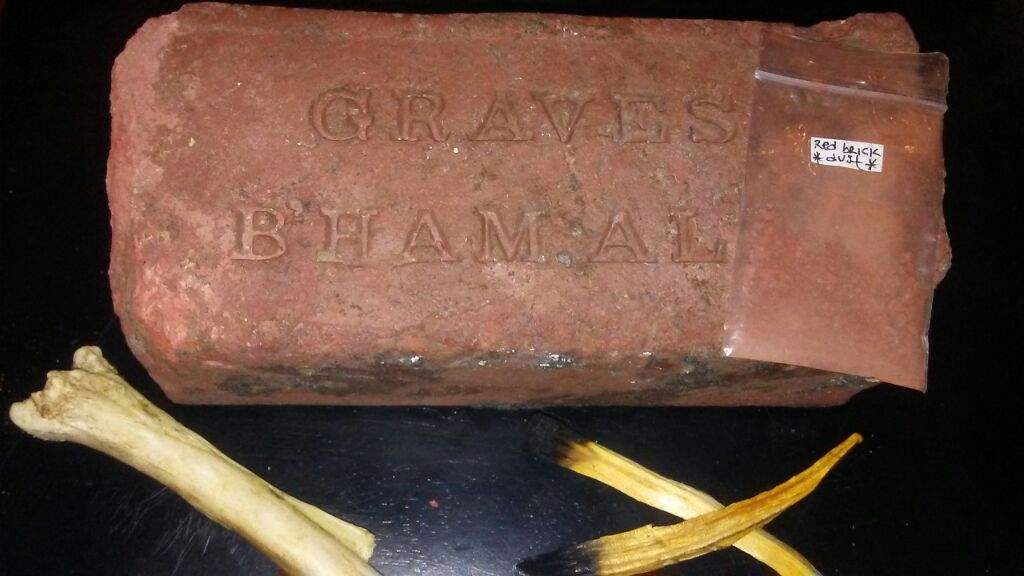 GRAVES
B'HAM.AL
Red brick
* dust *